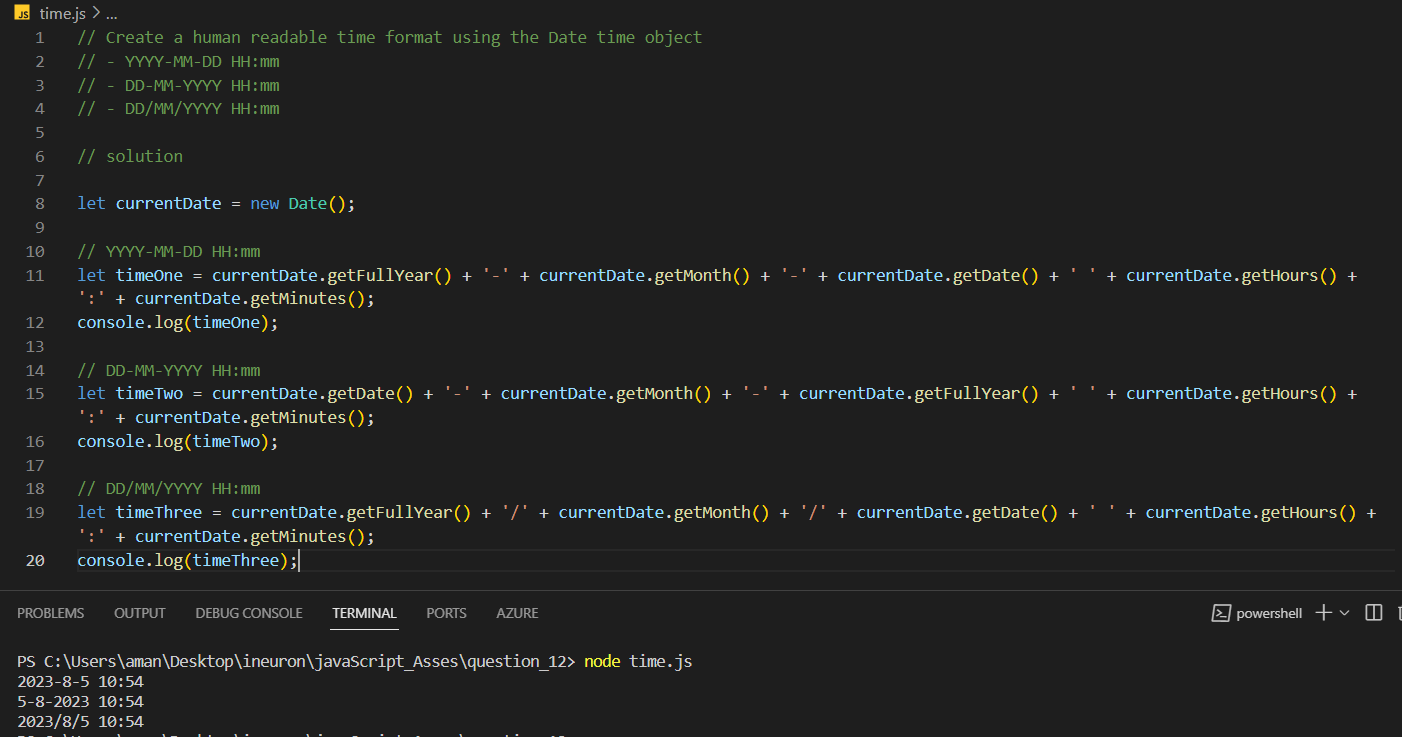 JS time.js > ...
1 // Create a human readable time format using the Date time object
2 // - YYYY-MM-DD HH:mm
3 // - DD-MM-YYYY HH:mm
4 // - DD/MM/YYYY HH:mm
5
6 // solution
7
8 let currentDate = new Date();
9
10 // YYYY-MM-DD HH:mm
11 let timeOne = currentDate.getFullYear() + '-' + currentDate.getMonth() + '-' + currentDate.getDate() + ' ' + currentDate.getHours() +
':' + currentDate.getMinutes();
12 console.log(timeOne);
13
14 // DD-MM-YYYY HH:mm
15 let timeTwo = currentDate.getDate() + '-' + currentDate.getMonth() + '-' + currentDate.getFullYear() + ' ' + currentDate.getHours() +
':' + currentDate.getMinutes();
16 console.log(timeTwo);
17
18 // DD/MM/YYYY HH:mm
19 let timeThree = currentDate.getFullYear() + '/' + currentDate.getMonth() + '/' + currentDate.getDate() + ' ' + currentDate.getHours() +
':' + currentDate.getMinutes();
20 console.log(timeThree);
PROBLEMS OUTPUT DEBUG CONSOLE TERMINAL PORTS AZURE powershell
PS C:\Users\aman\Desktop\ineuron\javaScript_Asses\question_12> node time.js
2023-8-5 10:54
5-8-2023 10:54
2023/8/5 10:54